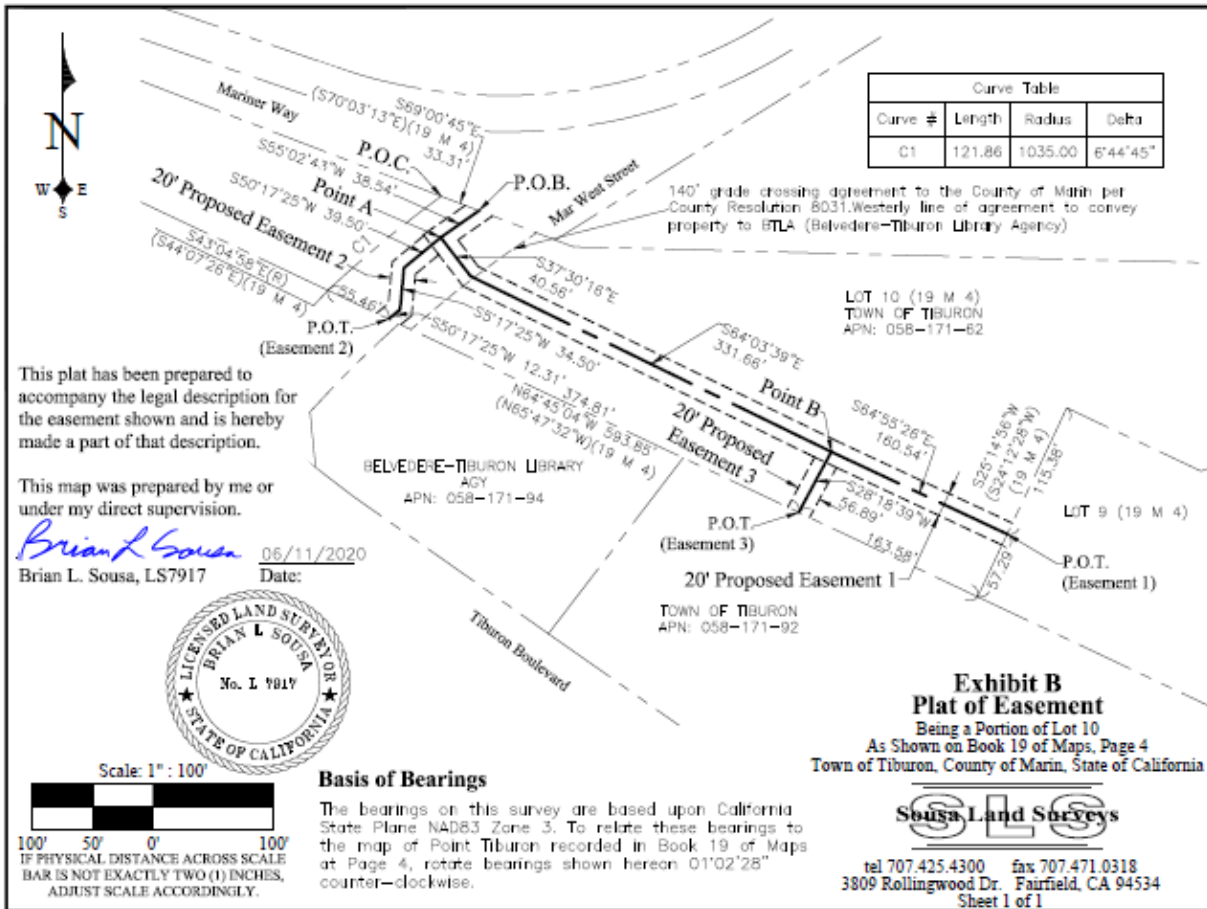 N
W E
S
Mariner Way
S69°00'45"E
(S70°03'13"E)(19 M 4)
33.31'
P.O.C.
S55°02'43"W 38.54'
Point A
S50°17'25"W 39.50'
20' Proposed Easement 2
C1
S43°04'58"E(R)
(S44°07'26"E)(19 M 4)
(55.46')
P.O.T.
(Easement 2)
P.O.B.
Mar West Street
Curve Table
Curve # Length Radius Delta
C1 121.86 1035.00 6°44'45"
140' grade crossing agreement to the County of Marin per
County Resolution 8031.Westerly line of agreement to convey
property to BTLA (Belvedere-Tiburon Library Agency)
S37°30'18"E
40.56'
LOT 10 (19 M 4)
TOWN OF TIBURON
APN: 058-171-62
S5°17'25"W 34.50'
S50°17'25"W 12.31'
374.81'
N64°45'04"W 593.85'
(N65°47'32"W)(19 M 4)
S64°03'39"E
331.66'
Point B
S64°55'26"E
160.54'
20' Proposed
Easement 3
S28°18'39"W
56.89'
P.O.T.
(Easement 3)
163.58'
S25°14'56"W
(S24°12'28"W)
(19 M 4)
115.38'
LOT 9 (19 M 4)
57.29'
P.O.T.
(Easement 1)
20' Proposed Easement 1
TOWN OF TIBURON
APN: 058-171-92
BELVEDERE-TIBURON LIBRARY
AGY
APN: 058-171-94
Tiburon Boulevard
This plat has been prepared to
accompany the legal description for
the easement shown and is hereby
made a part of that description.
This map was prepared by me or
under my direct supervision.
Brian L Sousa
06/11/2020
Brian L. Sousa, LS7917 Date:
LICENSED LAND SURVEYOR
BRIAN L SOUSA
No. L 7917
STATE OF CALIFORNIA
Scale: 1" : 100'
100' 50' 0' 100'
IF PHYSICAL DISTANCE ACROSS SCALE
BAR IS NOT EXACTLY TWO (1) INCHES,
ADJUST SCALE ACCORDINGLY.
Basis of Bearings
The bearings on this survey are based upon California
State Plane NAD83 Zone 3. To relate these bearings to
the map of Point Tiburon recorded in Book 19 of Maps
at Page 4, rotate bearings shown hereon 01°02'28"
counter-clockwise.
Exhibit B
Plat of Easement
Being a Portion of Lot 10
As Shown on Book 19 of Maps, Page 4
Town of Tiburon, County of Marin, State of California
SLS
Sousa Land Surveys
tel 707.425.4300 fax 707.471.0318
3809 Rollingwood Dr. Fairfield, CA 94534
Sheet 1 of 1